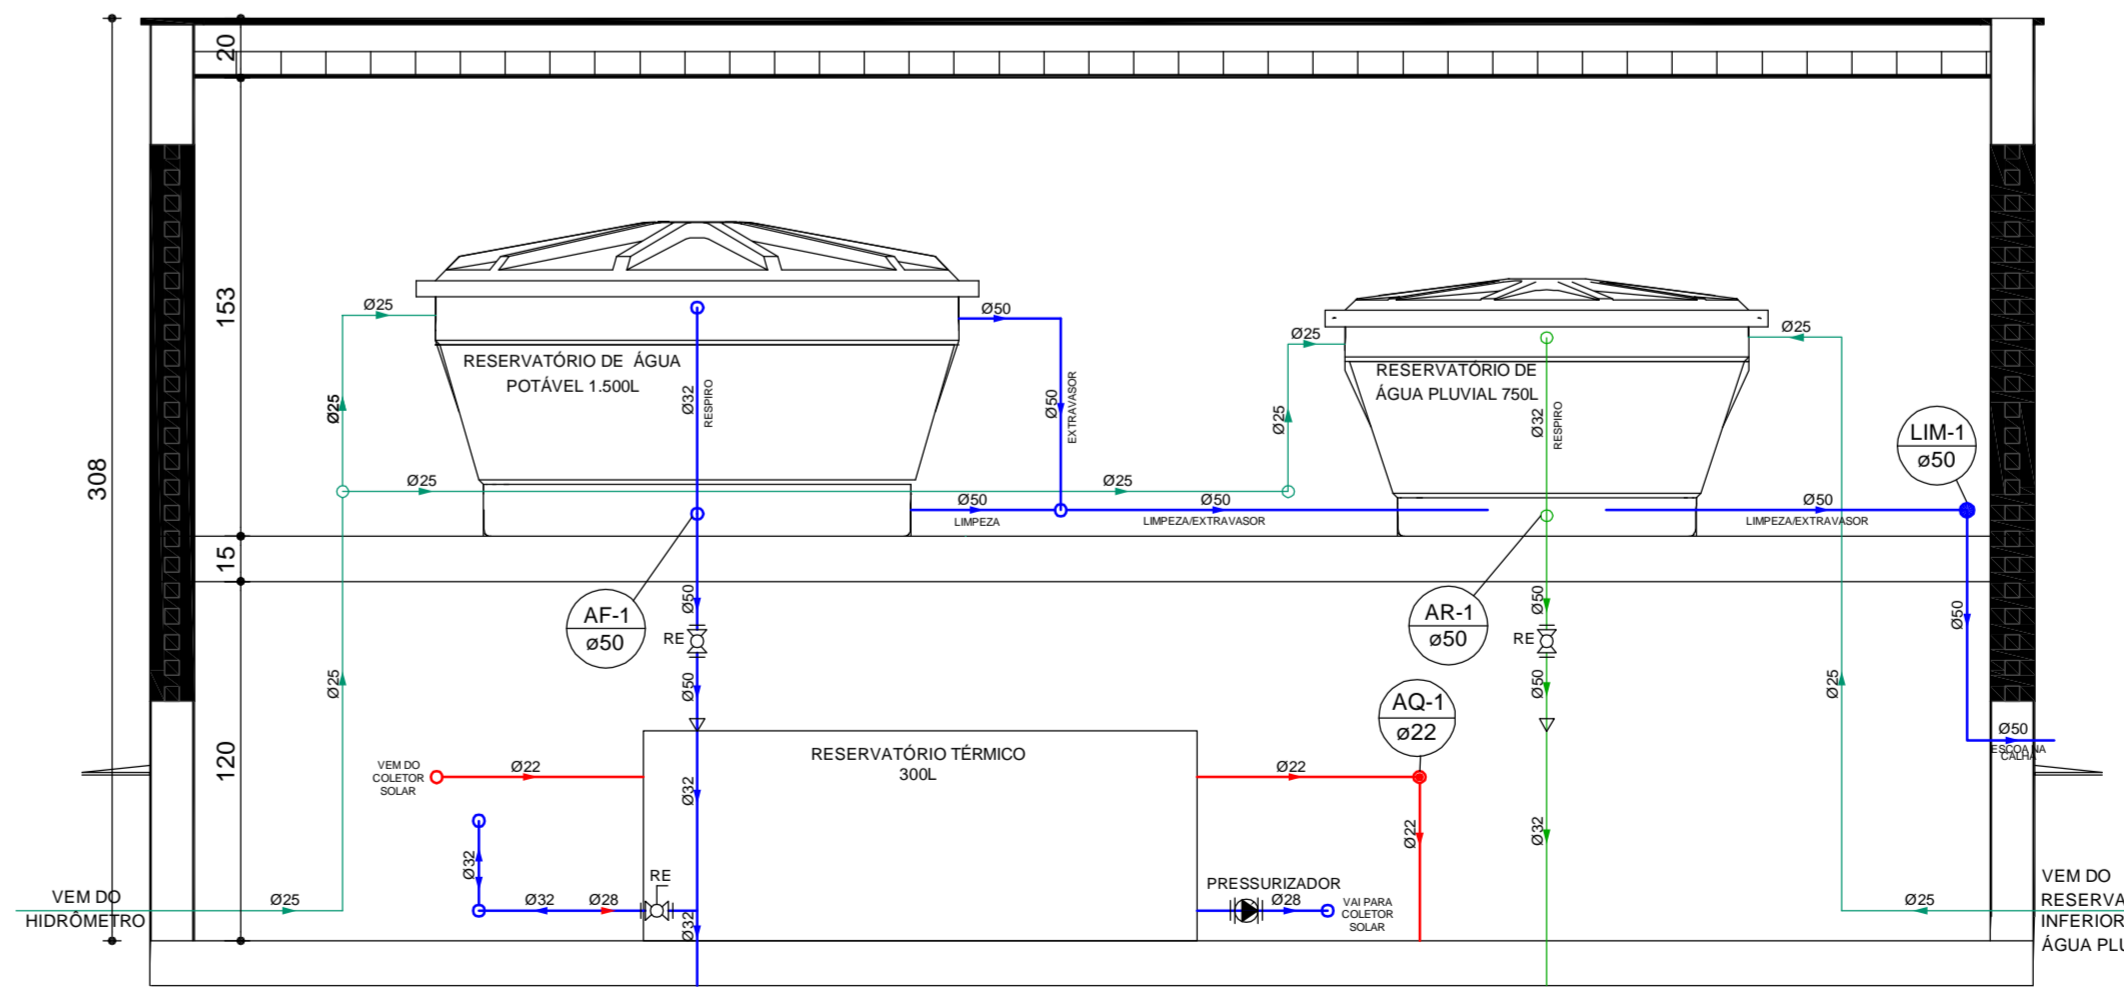 20
153
308
15
120
Ø25
Ø50
RESERVATÓRIO DE ÁGUA
POTÁVEL 1.500L
Ø32
RESPIRO
Ø50
EXTRAVASOR
Ø25
Ø25
Ø25
Ø25
Ø50
LIMPEZA
Ø50
LIMPEZA/EXTRAVASOR
Ø25
Ø25
Ø25
RESERVATÓRIO DE
ÁGUA PLUVIAL 750L
Ø32
RESPIRO
Ø50
LIMPEZA/EXTRAVASOR
LIM-1
ø50
AF-1
ø50
Ø50
RE
Ø50
AR-1
ø50
Ø50
RE
Ø50
Ø50
Ø50
ESCOA NA
CALHA
Ø25
AQ-1
ø22
VEM DO
COLETOR
SOLAR
Ø22
RESERVATÓRIO TÉRMICO
300L
Ø22
Ø22
Ø32
Ø32
Ø32
Ø32
Ø28
RE
Ø32
PRESSURIZADOR
Ø28
VAI PARA
COLETOR
SOLAR
VEM DO
HIDRÔMETRO
Ø25
Ø25
VEM DO
RESERVA
INFERIOR
ÁGUA PLU